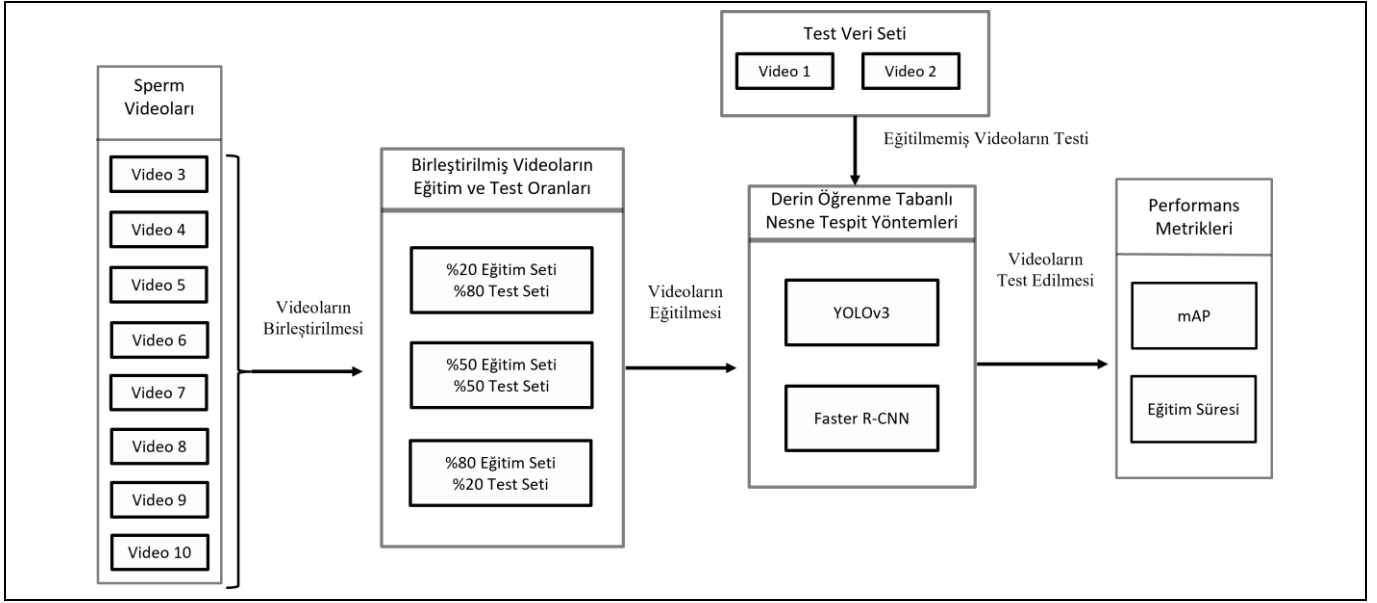 Sperm
Videoları
Video 3
Video 4
Video 5
Video 6
Video 7
Video 8
Video 9
Video 10
Videoların
Birleştirilmesi
Birleştirilmiş Videoların
Eğitim ve Test Oranları
%20 Eğitim Seti
%80 Test Seti
%50 Eğitim Seti
%50 Test Seti
%80 Eğitim Seti
%20 Test Seti
Videoların
Eğitilmesi
Test Veri Seti
Video 1
Video 2
Eğitilmemiş Videoların Testi
Derin Öğrenme Tabanlı
Nesne Tespit Yöntemleri
YOLOv3
Faster R-CNN
Videoların
Test Edilmesi
Performans
Metrikleri
mAP
Eğitim Süresi